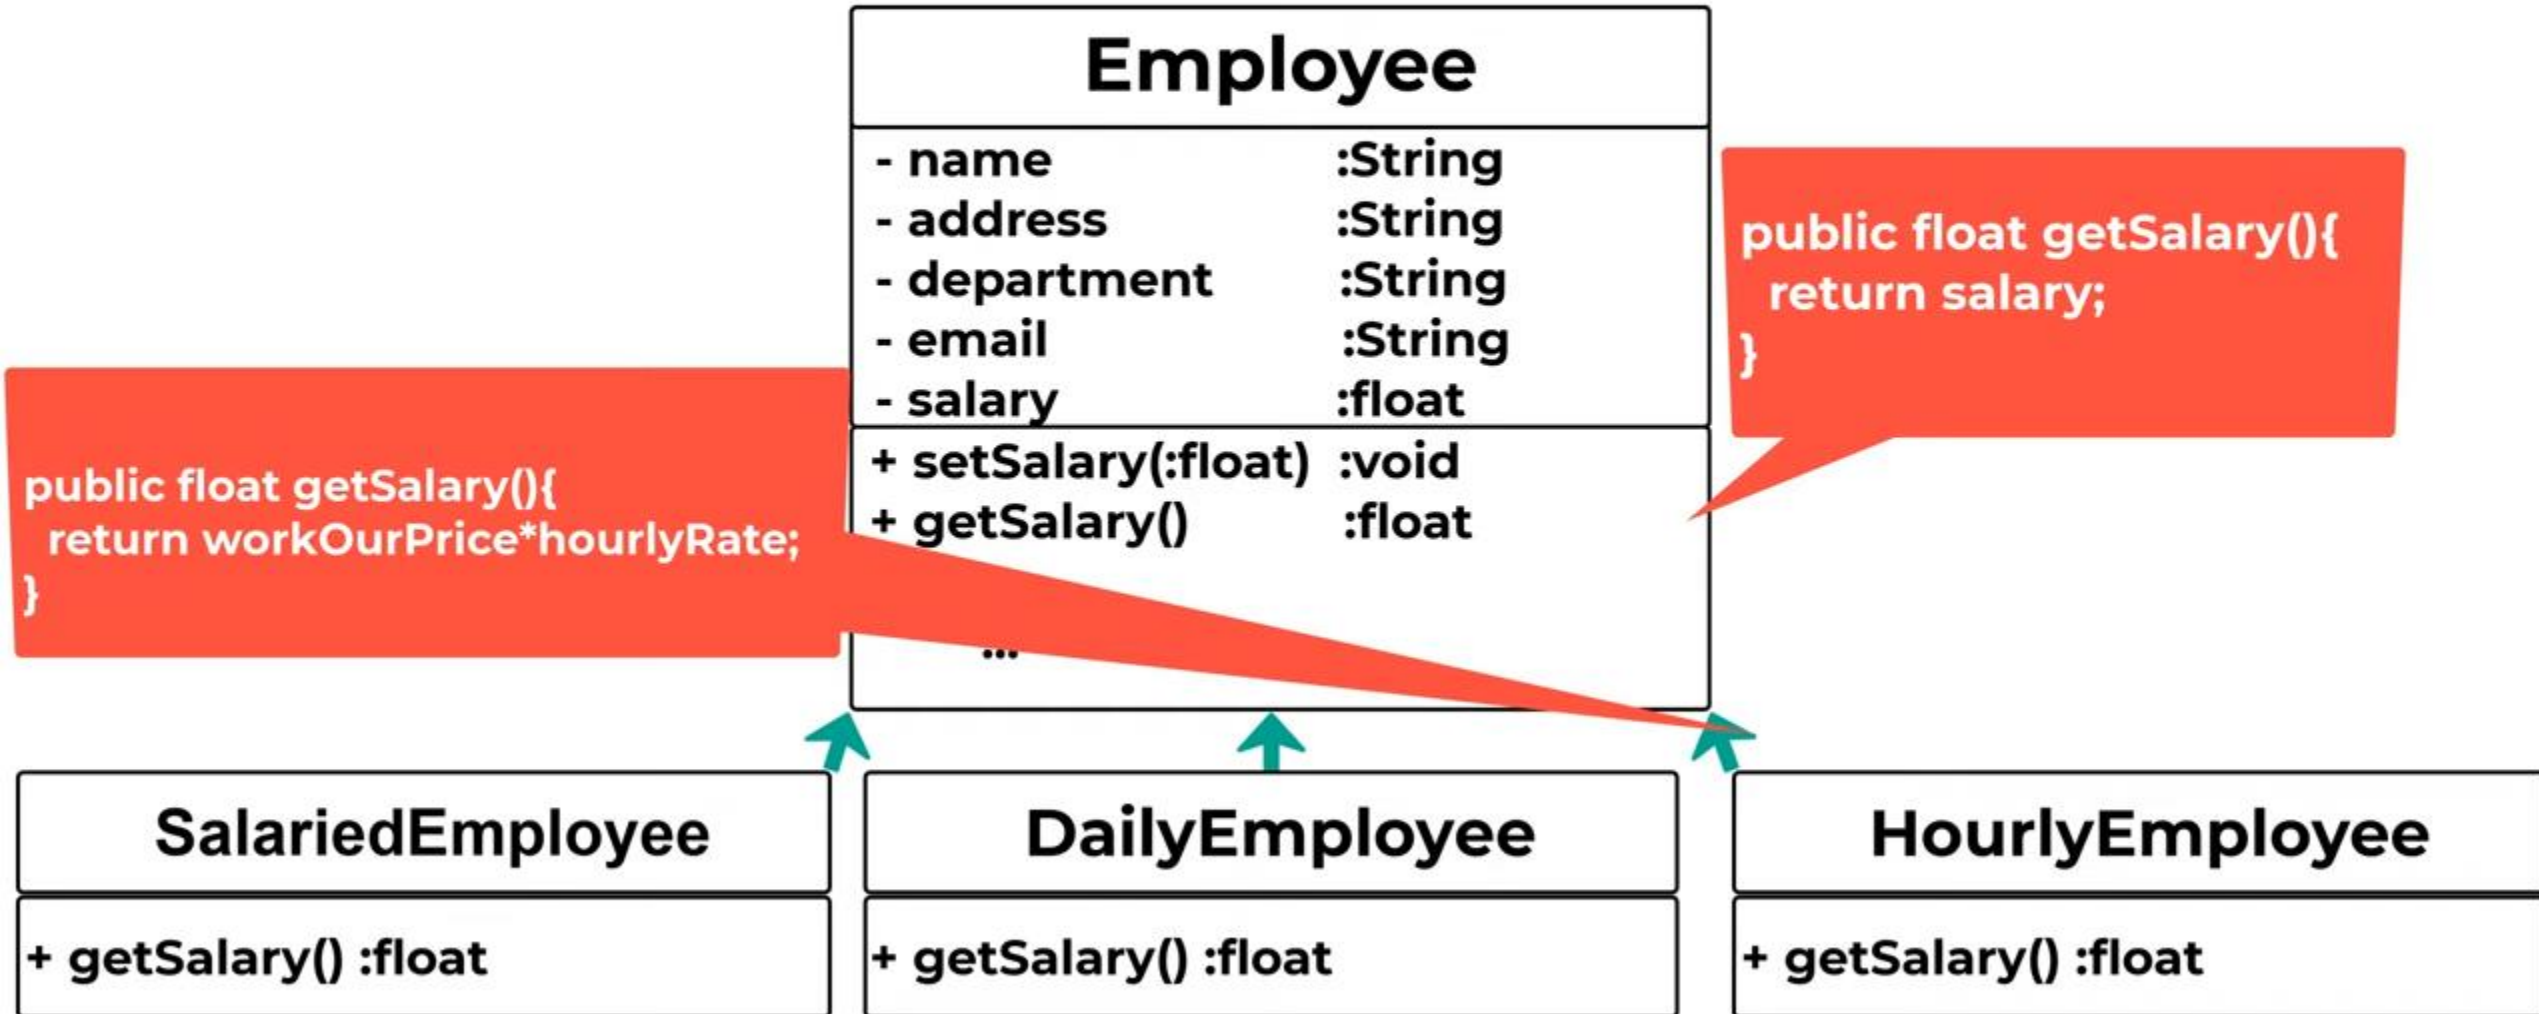 Employee
- name :String
- address :String
- department :String
- email :String
- salary :float
+ setSalary(:float) :void
+ getSalary() :float
...
public float getSalary(){
return salary;
}
public float getSalary(){
return workOurPrice*hourlyRate;
}
SalariedEmployee
+ getSalary() :float
DailyEmployee
+ getSalary() :float
HourlyEmployee
+ getSalary() :float